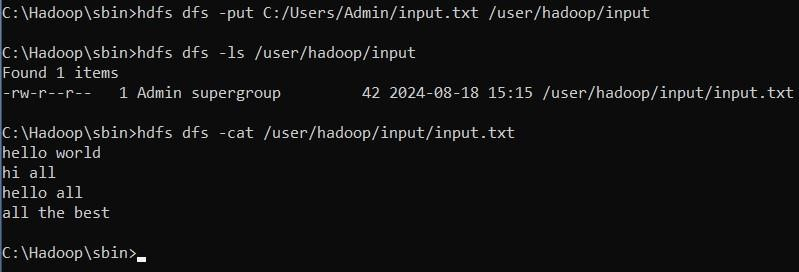 C:\Hadoop\sbin>hdfs dfs -put C:/Users/Admin/input.txt /user/hadoop/input
C:\Hadoop\sbin>hdfs dfs -ls /user/hadoop/input
Found 1 items
-rw-r--r--   1 Admin supergroup         42 2024-08-18 15:15 /user/hadoop/input/input.txt
C:\Hadoop\sbin>hdfs dfs -cat /user/hadoop/input/input.txt
hello world
hi all
hello all
all the best
C:\Hadoop\sbin>